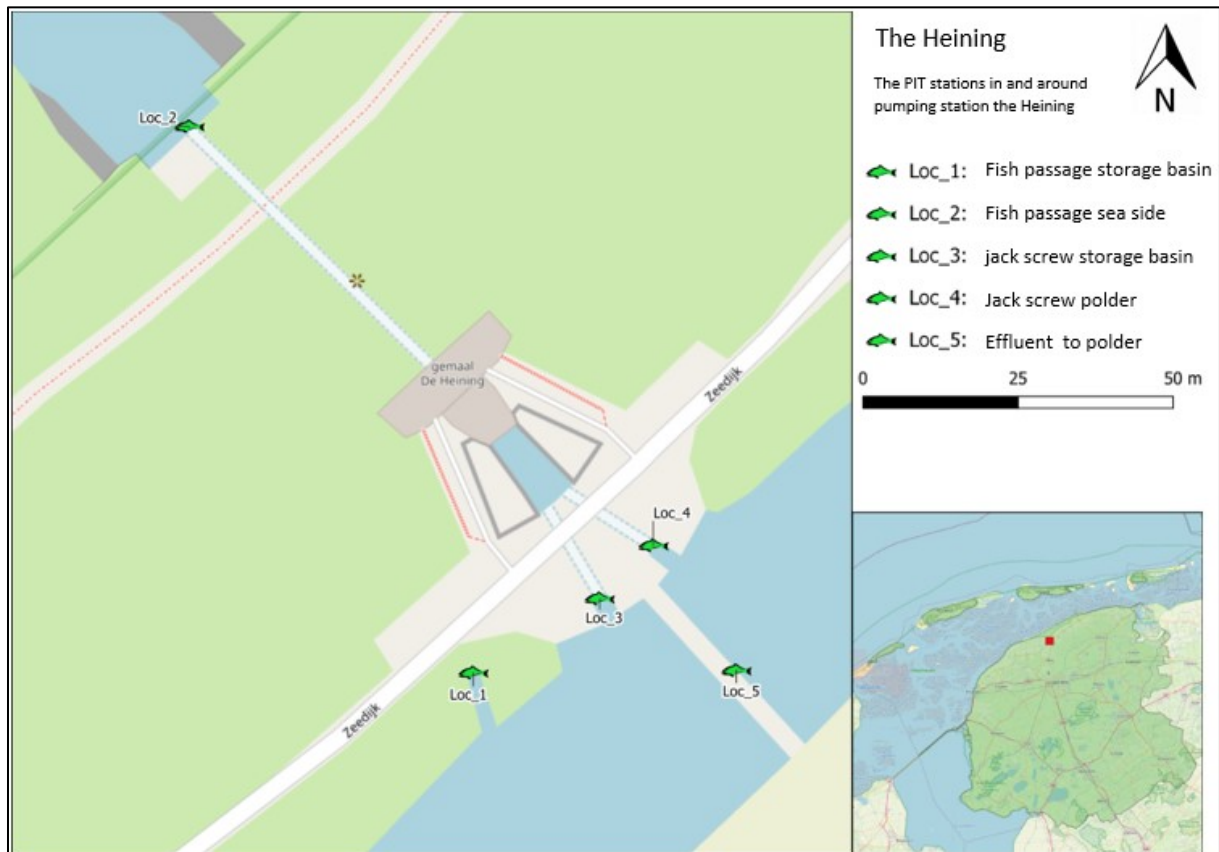 The Heining
The PIT stations in and around
pumping station the Heining
N
Loc_1: Fish passage storage basin
Loc_2: Fish passage sea side
Loc_3: jack screw storage basin
Loc_4: Jack screw polder
Loc_5: Effluent to polder
0 25 50 m
Loc_2
gemaal
De Heining
Zeedijk
Loc_4
Loc_3
Loc_1
Loc_5
Zeedijk